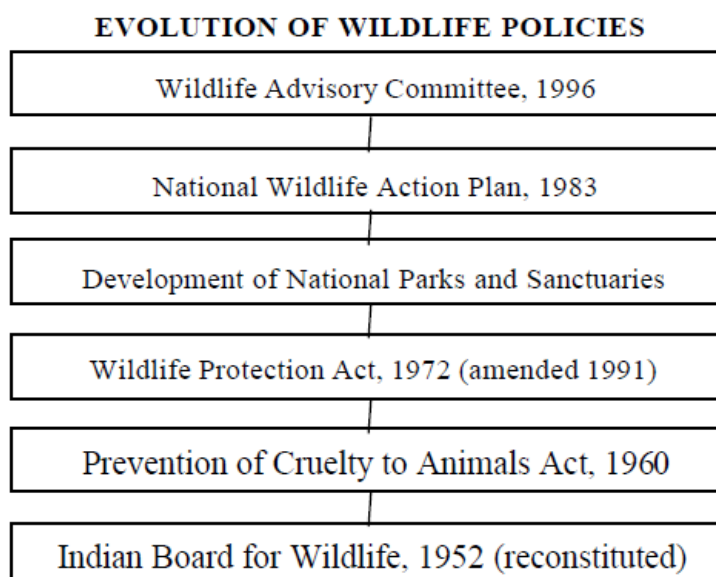 EVOLUTION OF WILDLIFE POLICIES
Wildlife Advisory Committee, 1996
National Wildlife Action Plan, 1983
Development of National Parks and Sanctuaries
Wildlife Protection Act, 1972 (amended 1991)
Prevention of Cruelty to Animals Act, 1960
Indian Board for Wildlife, 1952 (reconstituted)